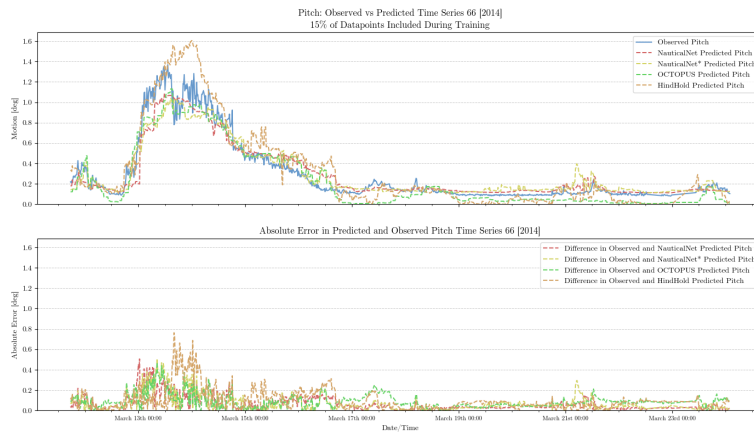 Pitch: Observed vs Predicted Time Series 66 [2014]
15% of Datapoints Included During Training
Motion [deg]
1.6
1.4
1.2
1.0
0.8
0.6
0.4
0.2
0.0
Observed Pitch
NauticalNet Predicted Pitch
NauticalNet* Predicted Pitch
OCTOPUS Predicted Pitch
HindHold Predicted Pitch
Absolute Error in Predicted and Observed Pitch Time Series 66 [2014]
Absolute Error [deg]
1.6
1.4
1.2
1.0
0.8
0.6
0.4
0.2
0.0
Difference in Observed and NauticalNet Predicted Pitch
Difference in Observed and NauticalNet* Predicted Pitch
Difference in Observed and OCTOPUS Predicted Pitch
Difference in Observed and HindHold Predicted Pitch
March 13th 00:00
March 15th 00:00
March 17th 00:00
March 19th 00:00
March 21st 00:00
March 23rd 00:00
Date/Time